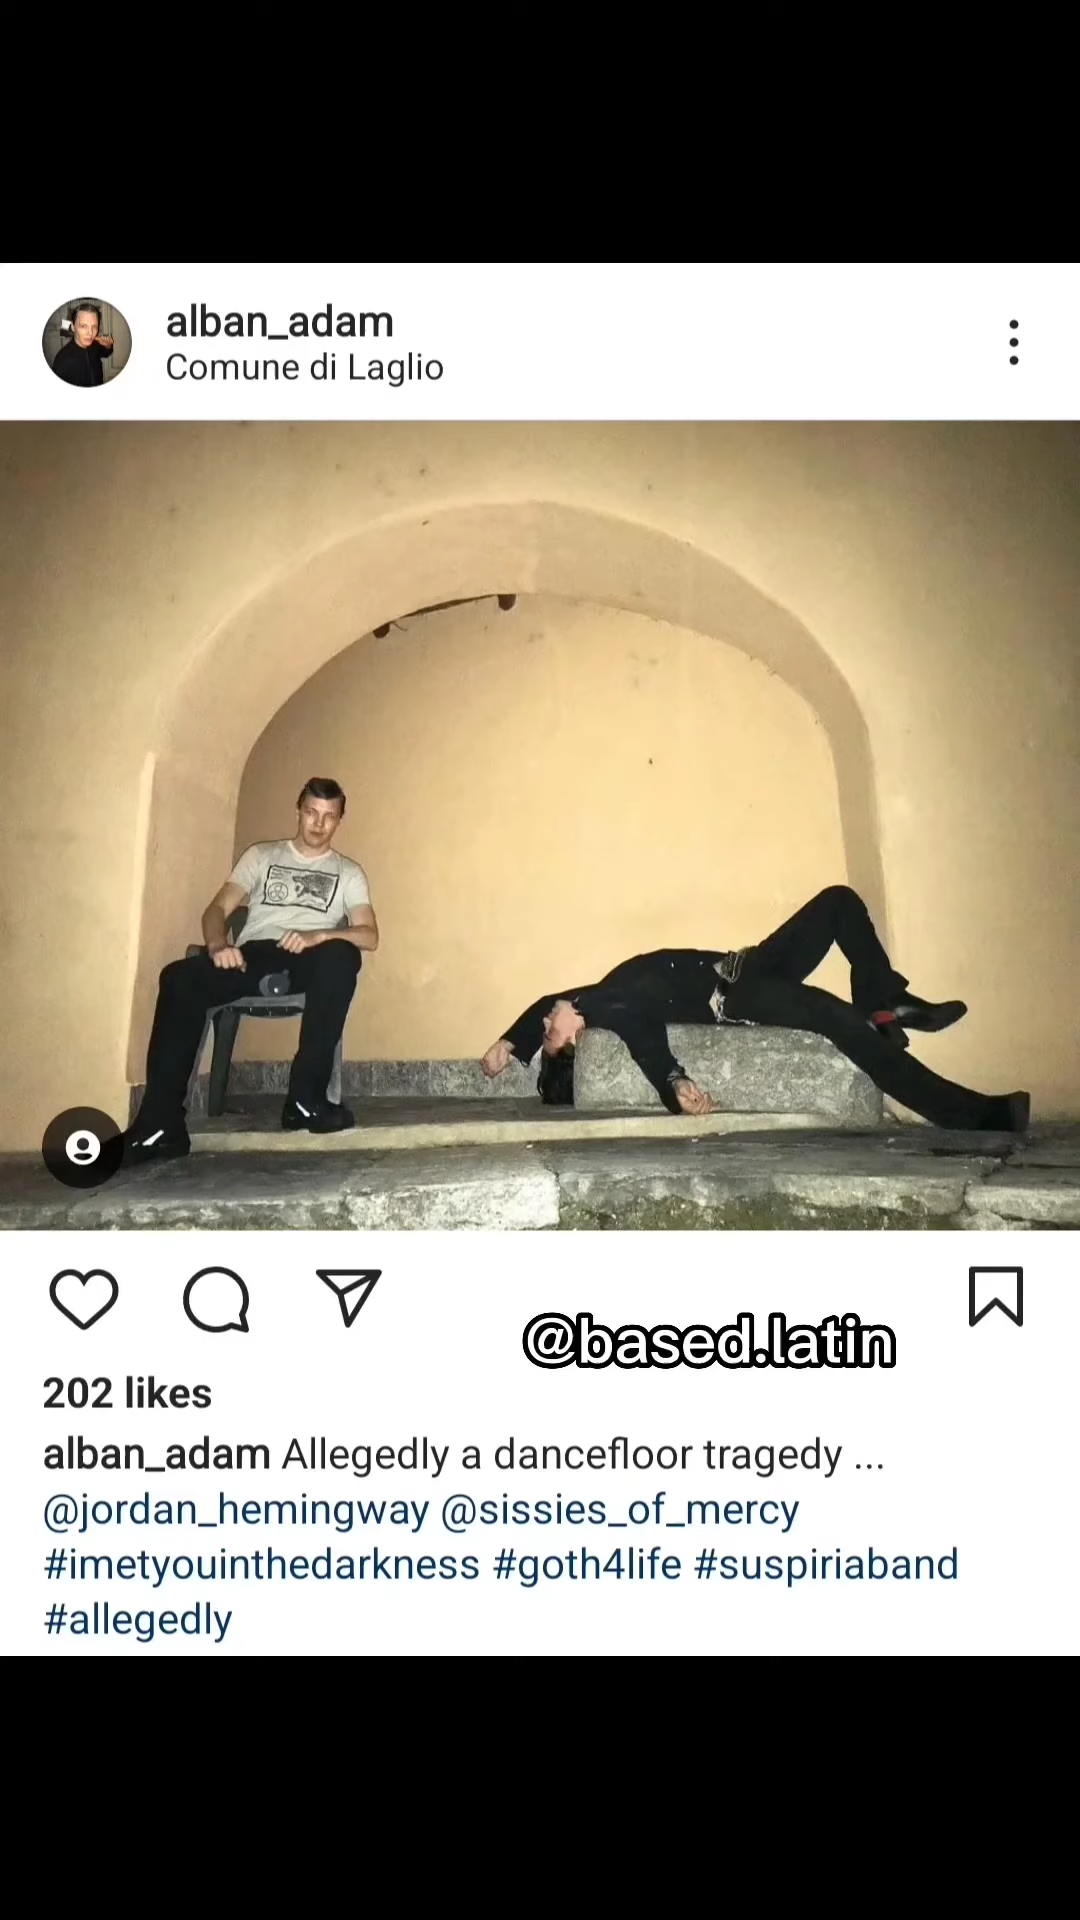 alban_adam
Comune di Laglio
@based.latin
202 likes
alban_adam Allegedly a dancefloor tragedy ...
@jordan_hemingway @sissies_of_mercy
#imetyouinthedarkness #goth4life #suspiriaband
#allegedly